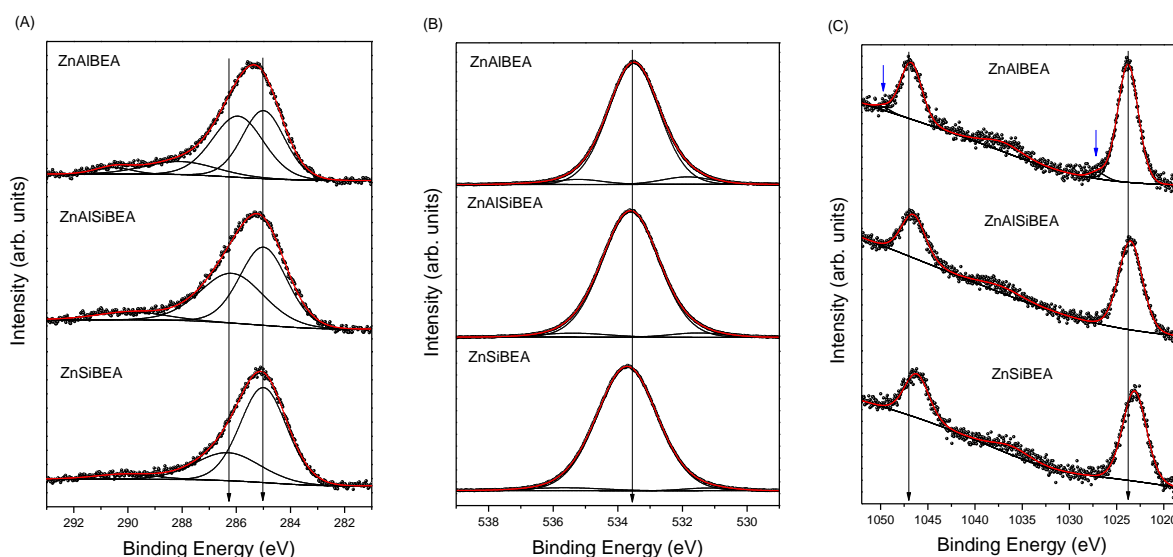 (A)
ZnAlBEA
ZnAlSiBEA
ZnSiBEA
Intensity (arb. units)
292 290 288 286 284 282
Binding Energy (eV)
(B)
ZnAlBEA
ZnAlSiBEA
ZnSiBEA
Intensity (arb. units)
538 536 534 532 530
Binding Energy (eV)
(C)
ZnAlBEA
ZnAlSiBEA
ZnSiBEA
Intensity (arb. units)
1050 1045 1040 1035 1030 1025 1020
Binding Energy (eV)